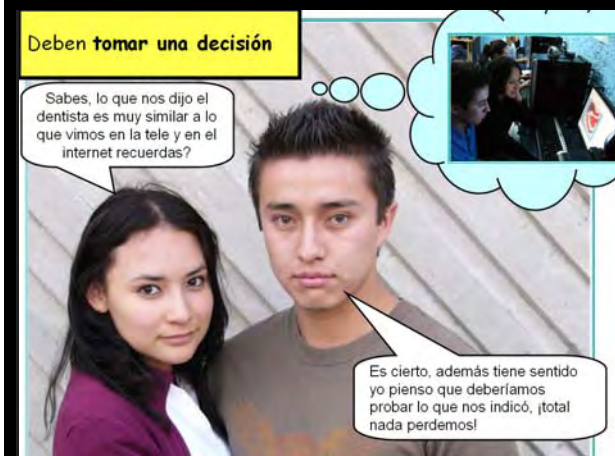 Deben tomar una decisión
Sabes, lo que nos dijo el
dentista es muy similar a lo
que vimos en la tele y en el
internet recuerdas?
Es cierto, además tiene sentido
yo pienso que deberíamos
probar lo que nos indicó, ¡total
nada perdemos!